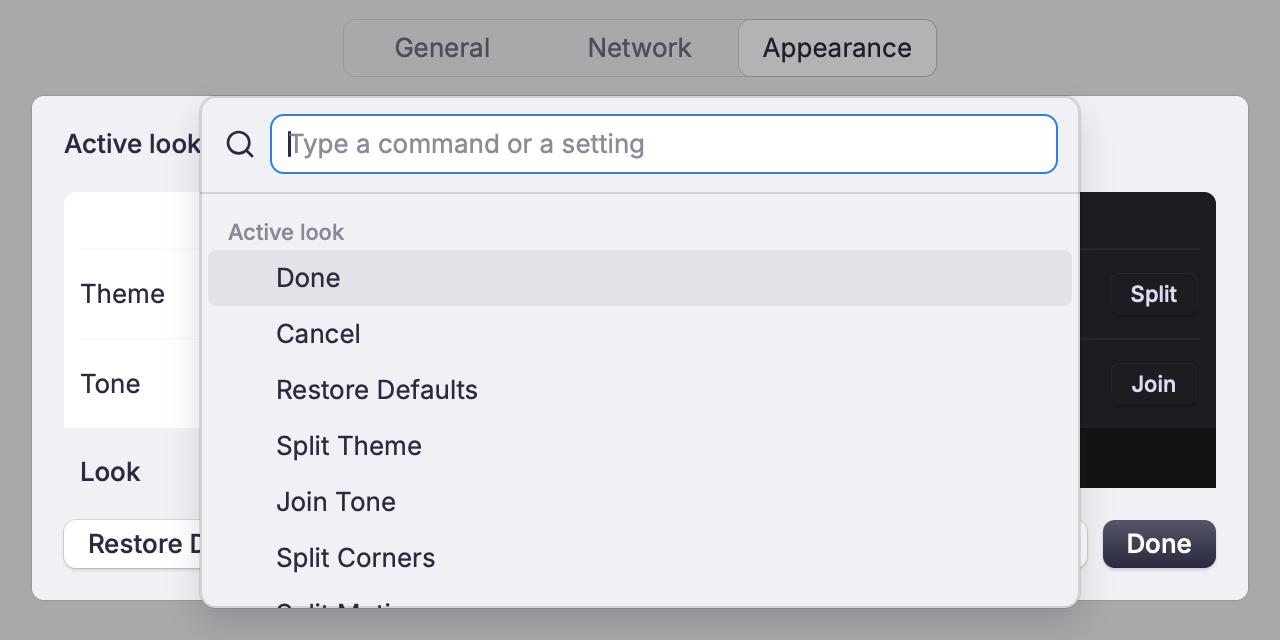 General
Network
Appearance
Active look
Type a command or a setting
Active look
Done
Cancel
Restore Defaults
Split Theme
Join Tone
Split Corners
Theme
Split
Tone
Join
Look
Restore
Done